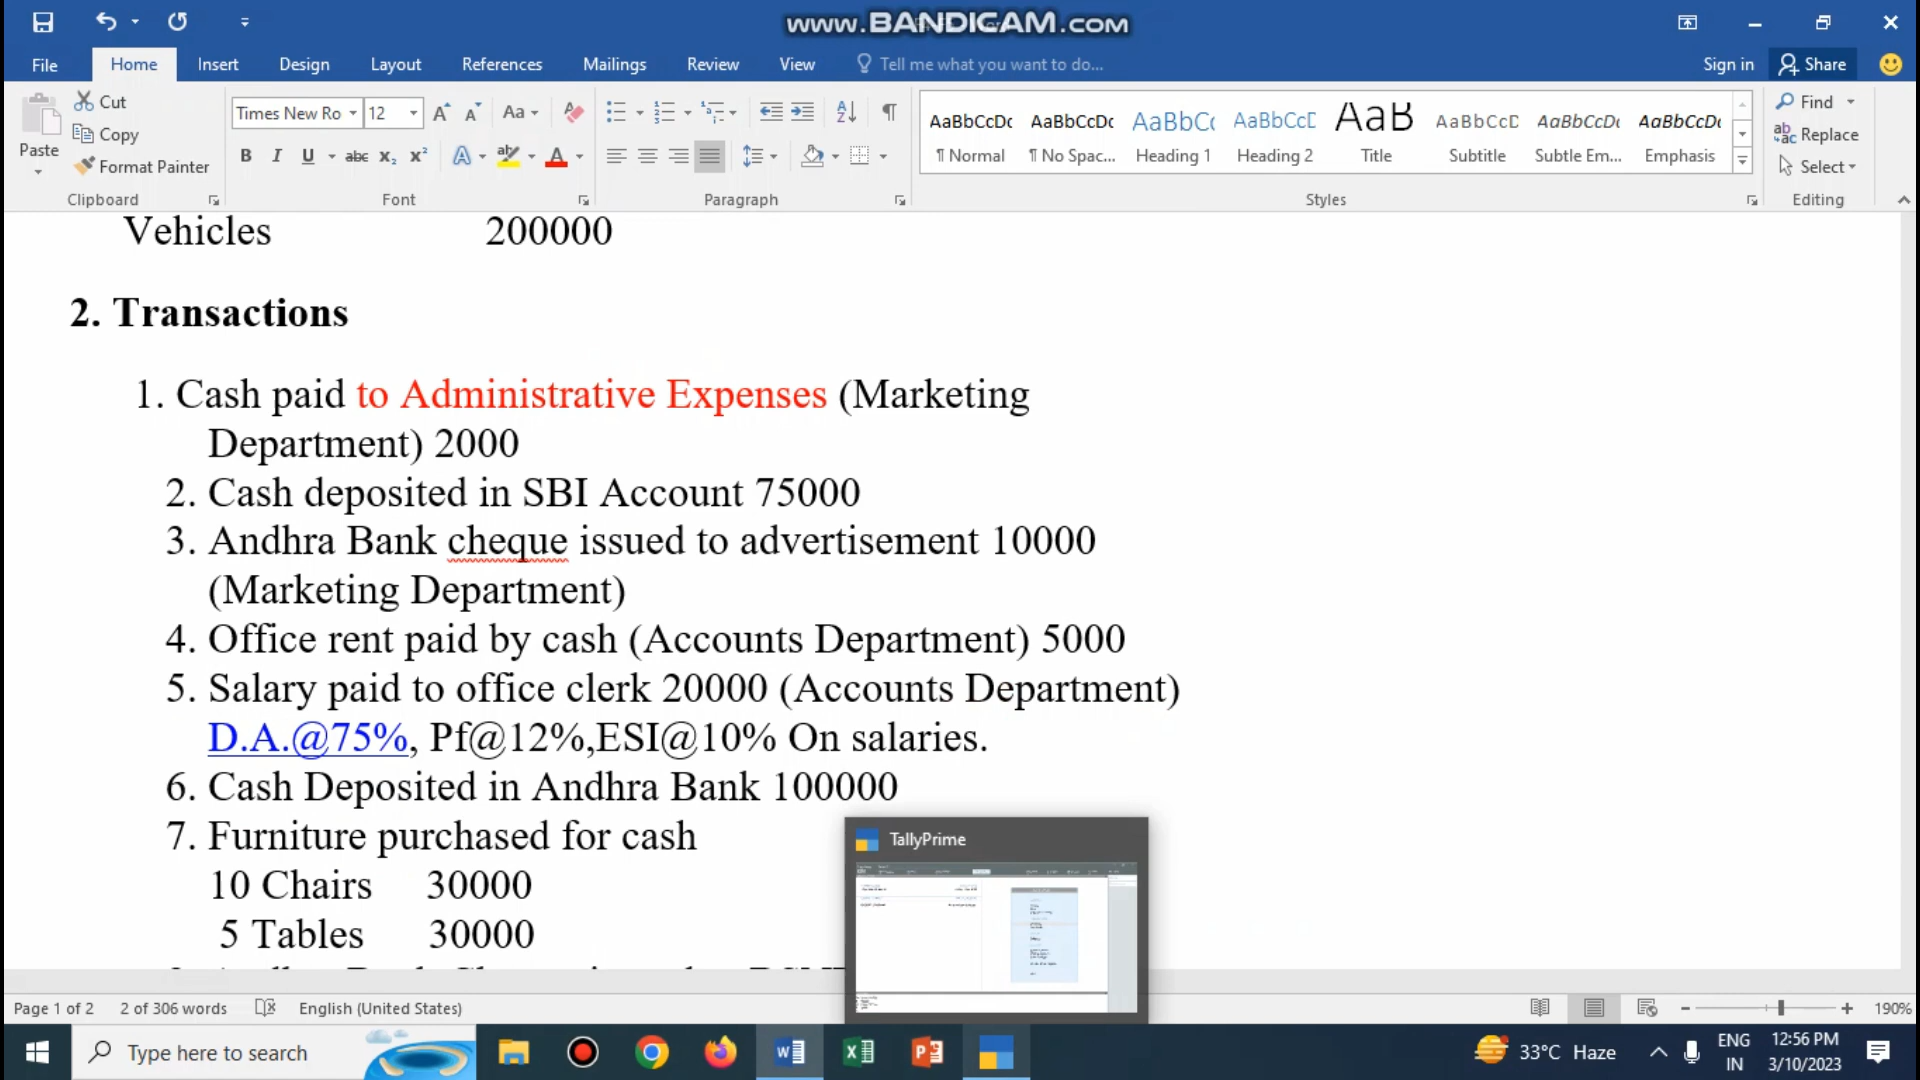 www.BANDICAM.com
File Home Insert Design Layout References Mailings Review View Tell me what you want to do... Sign in Share
Cut
Copy
Format Painter
Paste
Clipboard
Times New Ro 12
Font
Paragraph
AaBbCcDc AaBbCcDc AaBbC AaBbCcE AaB AaBbCcD AaBbCcDc AaBbCcDc
¶ Normal ¶ No Spac... Heading 1 Heading 2 Title Subtitle Subtle Em... Emphasis
Styles
Find
Replace
Select
Editing
Vehicles 200000
2. Transactions
1. Cash paid to Administrative Expenses (Marketing
Department) 2000
2. Cash deposited in SBI Account 75000
3. Andhra Bank cheque issued to advertisement 10000
(Marketing Department)
4. Office rent paid by cash (Accounts Department) 5000
5. Salary paid to office clerk 20000 (Accounts Department)
D.A.@75%, Pf@12%,ESI@10% On salaries.
6. Cash Deposited in Andhra Bank 100000
7. Furniture purchased for cash
10 Chairs 30000
5 Tables 30000
TallyPrime
Page 1 of 2 2 of 306 words English (United States) 190%
Type here to search
33°C Haze
ENG
IN
12:56 PM
3/10/2023